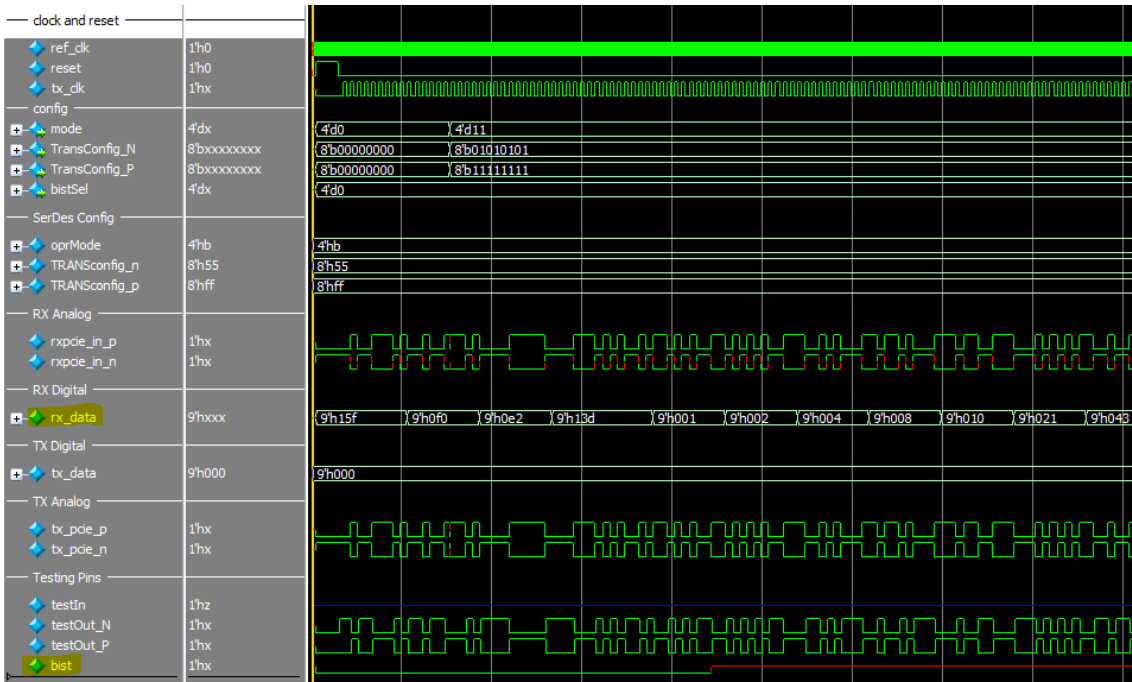 clock and reset
ref_clk 1'h0
reset 1'h0
tx_clk 1'hx
config
mode 4'dx 4'd0 4'd11
TransConfig_N 8'bxxxxxxxx 8'b00000000 8'b01010101
TransConfig_P 8'bxxxxxxxx 8'b00000000 8'b11111111
bistSel 4'dx 4'd0
SerDes Config
oprMode 4'hb 4'hb
TRANSconfig_n 8'h55 8'h55
TRANSconfig_p 8'hff 8'hff
RX Analog
rxpcie_in_p 1'hx
rxpcie_in_n 1'hx
RX Digital
rx_data 9'hxxx 9'h15f 9'h0f0 9'h0e2 9'h13d 9'h001 9'h002 9'h004 9'h008 9'h010 9'h021 9'h043
TX Digital
tx_data 9'h000 9'h000
TX Analog
tx_pcie_p 1'hx
tx_pcie_n 1'hx
Testing Pins
testIn 1'hz
testOut_N 1'hx
testOut_P 1'hx
bist 1'hx